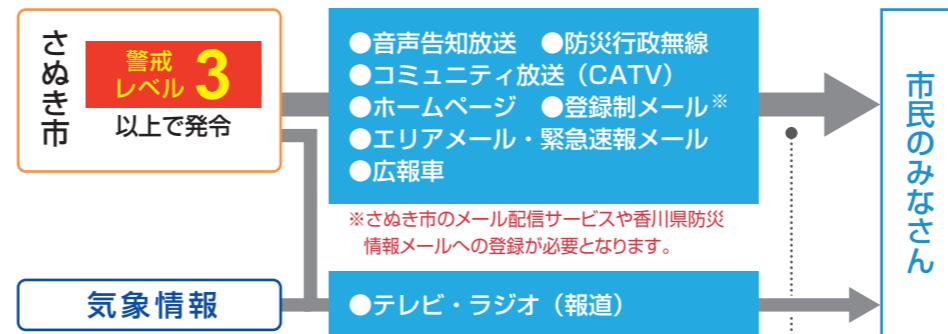 さぬき市
警戒
レベル 3
以上で発令
●音声告知放送 ●防災行政無線
●コミュニティ放送（CATV）
●ホームページ ●登録制メール※
●エリアメール・緊急速報メール
●広報車
※さぬき市のメール配信サービスや香川県防災
情報メールへの登録が必要となります。
気象情報
●テレビ・ラジオ（報道）
市民のみなさん